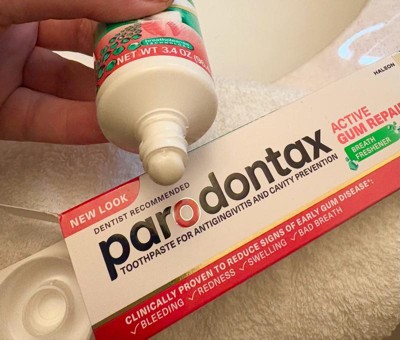 NET WT 3.4 OZ
HALEON
NEW LOOK
DENTIST RECOMMENDED
parodontax
ACTIVE
GUM REPAIR
BREATH
FRESHENER
TOOTHPASTE FOR ANTIGINGIVITIS AND CAVITY PREVENTION
CLINICALLY PROVEN TO REDUCE SIGNS OF EARLY GUM DISEASE*:
✓BLEEDING ✓REDNESS ✓SWELLING ✓BAD BREATH